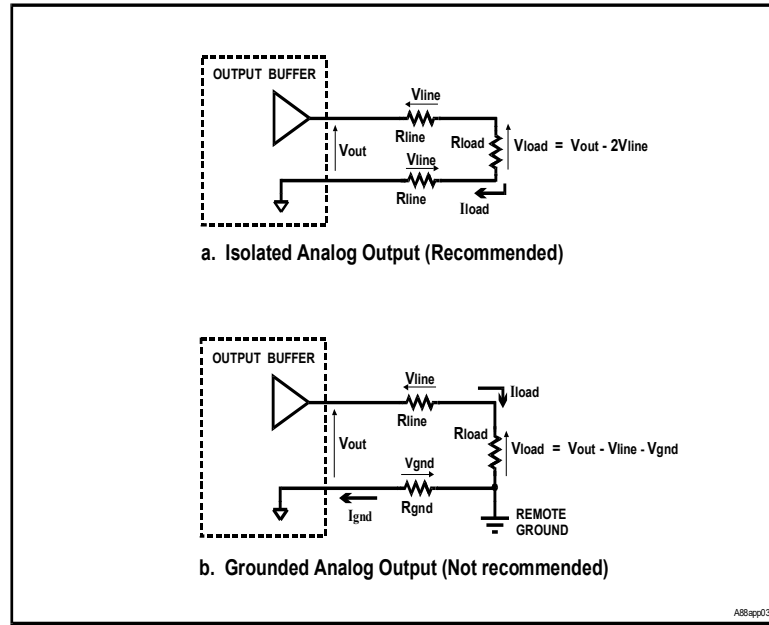 OUTPUT BUFFER
Vline
Rline
Rload
Vload = Vout - 2Vline
Vout
Vline
Rline
Iload
a. Isolated Analog Output (Recommended)
OUTPUT BUFFER
Vline
Iload
Rline
Rload
Vload = Vout - Vline - Vgnd
Vout
Vgnd
Ignd
Rgnd
REMOTE
GROUND
b. Grounded Analog Output (Not recommended)
A88app03